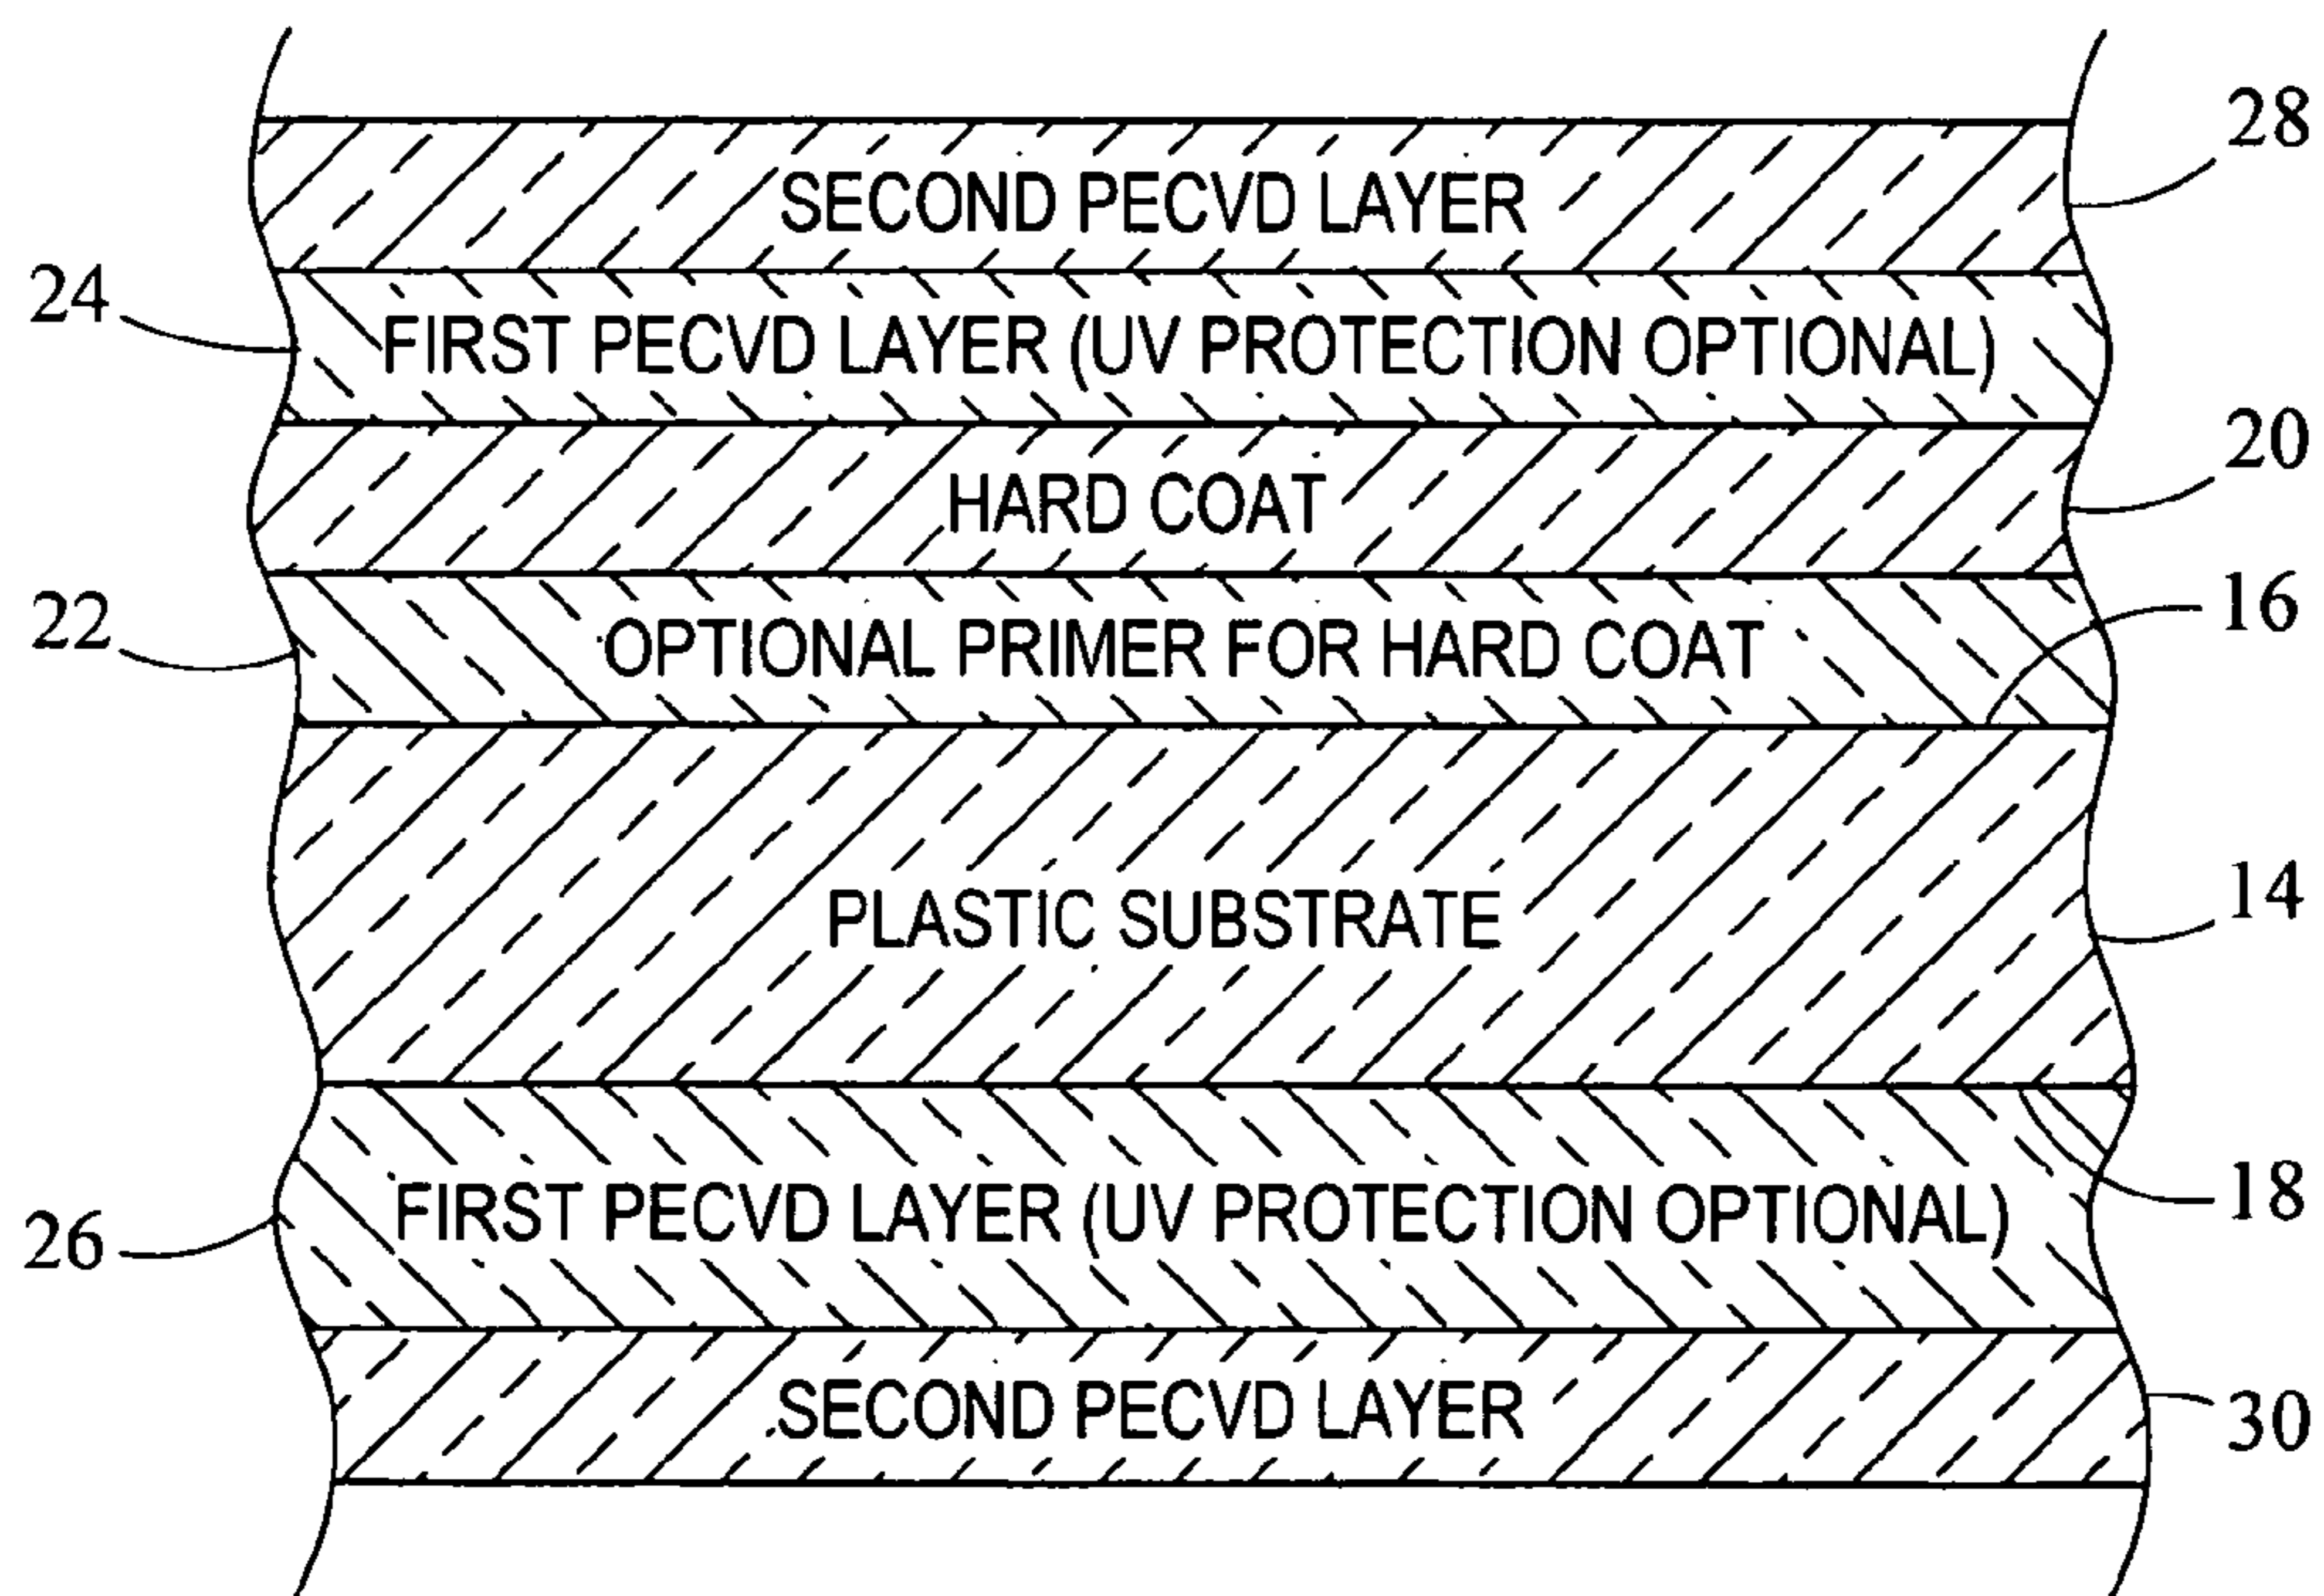 28
SECOND PECVD LAYER
24
FIRST PECVD LAYER (UV PROTECTION OPTIONAL)
20
HARD COAT
16
22
OPTIONAL PRIMER FOR HARD COAT
14
PLASTIC SUBSTRATE
18
FIRST PECVD LAYER (UV PROTECTION OPTIONAL)
26
SECOND PECVD LAYER
30